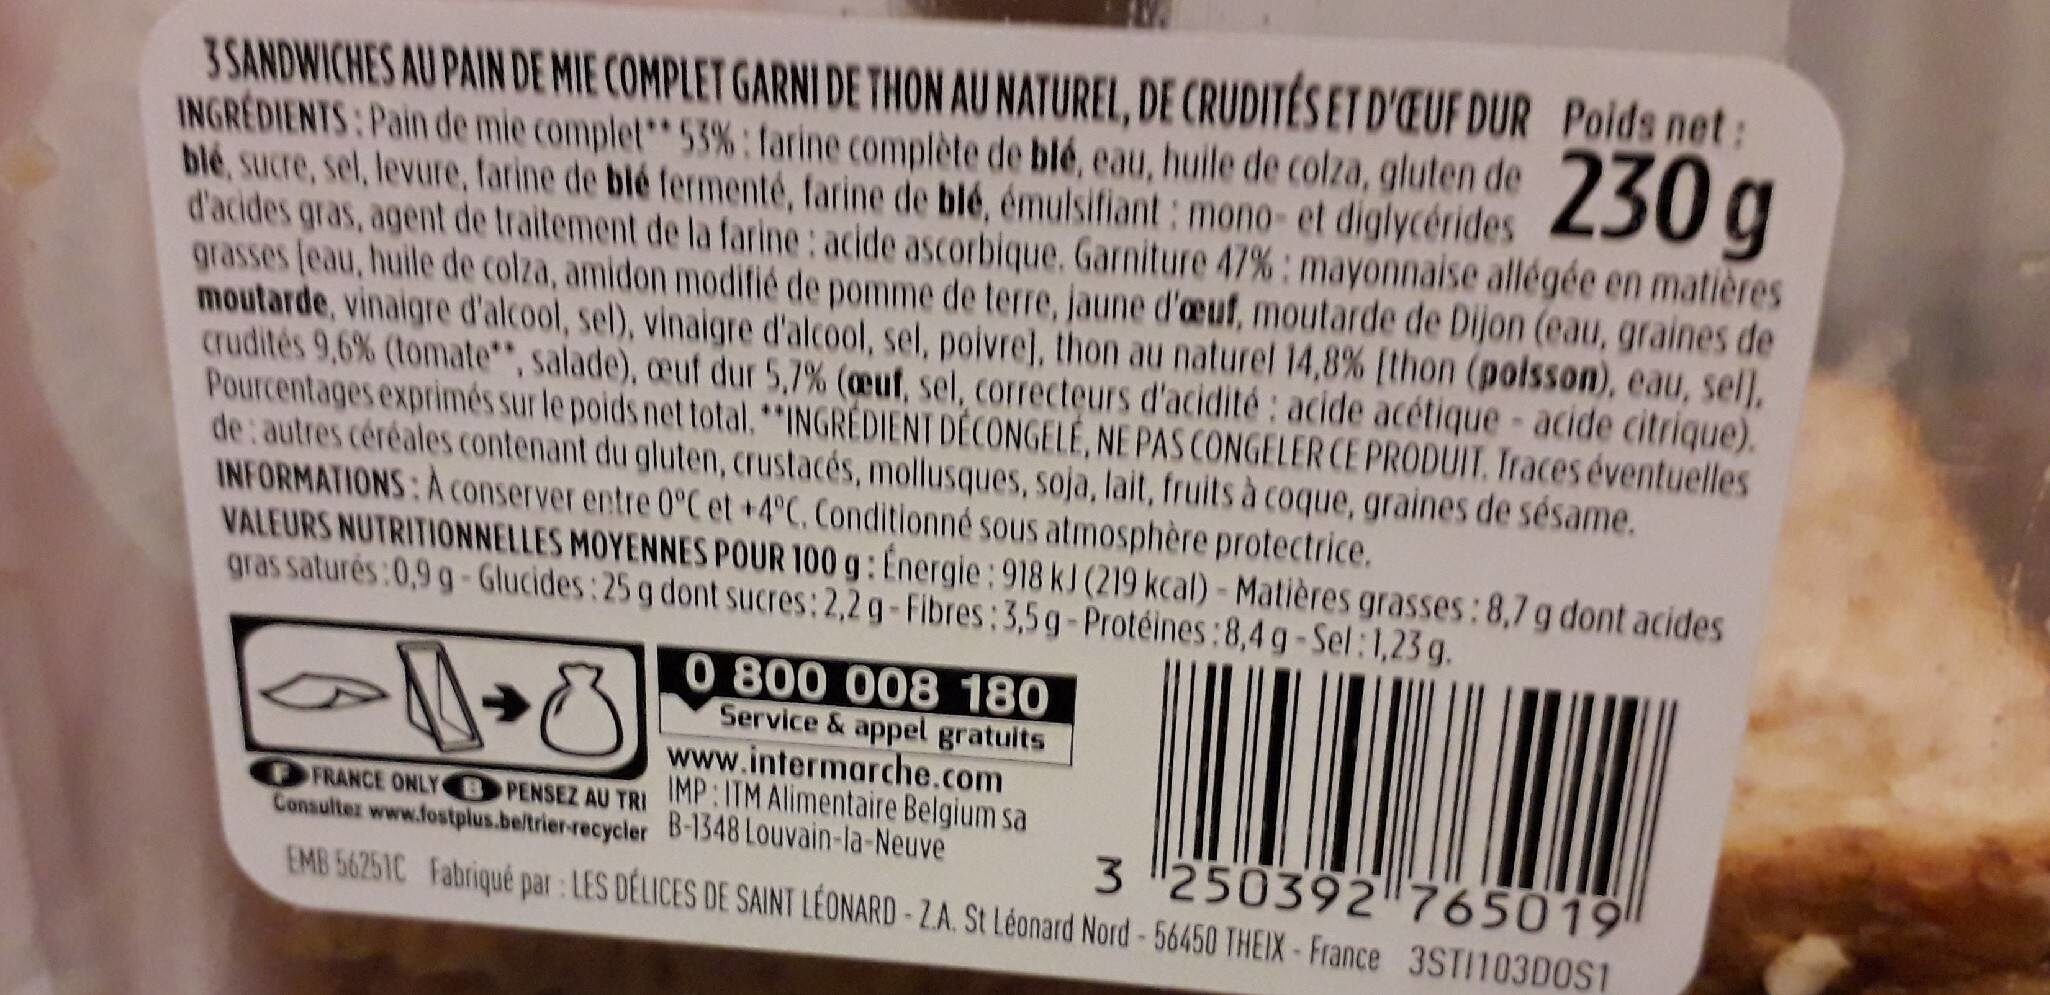 3 SANDWICHES AU PAIN DE MIE COMPLET GARNI DE THON AU NATUREL, DE CRUDITÉS ET D'ŒUF DUR
Poids net :
230 g
INGRÉDIENTS : Pain de mie complet** 53% : farine complète de blé, eau, huile de colza, gluten de
blé, sucre, sel, levure, farine de blé fermenté, farine de blé, émulsifiant : mono- et diglycérides
d'acides gras, agent de traitement de la farine : acide ascorbique. Garniture 47% : mayonnaise allégée en matières
grasses [eau, huile de colza, amidon modifié de pomme de terre, jaune d'œuf, moutarde de Dijon (eau, graines de
moutarde, vinaigre d'alcool, sel), vinaigre d'alcool, sel, poivre], thon au naturel 14,8% [thon (poisson), eau, sel],
crudités 9,6% (tomate**, salade), œuf dur 5,7% (œuf, sel, correcteurs d'acidité : acide acétique - acide citrique).
Pourcentages exprimés sur le poids net total. **INGRÉDIENT DÉCONGELÉ, NE PAS CONGELER CE PRODUIT. Traces éventuelles
de : autres céréales contenant du gluten, crustacés, mollusques, soja, lait, fruits à coque, graines de sésame.
INFORMATIONS : À conserver entre 0°C et +4°C. Conditionné sous atmosphère protectrice.
VALEURS NUTRITIONNELLES MOYENNES POUR 100 g : Énergie : 918 kJ (219 kcal) - Matières grasses : 8,7 g dont acides
gras saturés : 0,9 g - Glucides : 25 g dont sucres : 2,2 g - Fibres : 3,5 g - Protéines : 8,4 g - Sel : 1,23 g.
0 800 008 180
Service & appel gratuits
www.intermarche.com
IMP : ITM Alimentaire Belgium sa
B-1348 Louvain-la-Neuve
F FRANCE ONLY B PENSEZ AU TRI
Consultez www.fostplus.be/trier-recycler
3 250392 765019
EMB 56251C Fabriqué par : LES DÉLICES DE SAINT LÉONARD - Z.A. St Léonard Nord - 56450 THEIX - France 3STI103DOS1